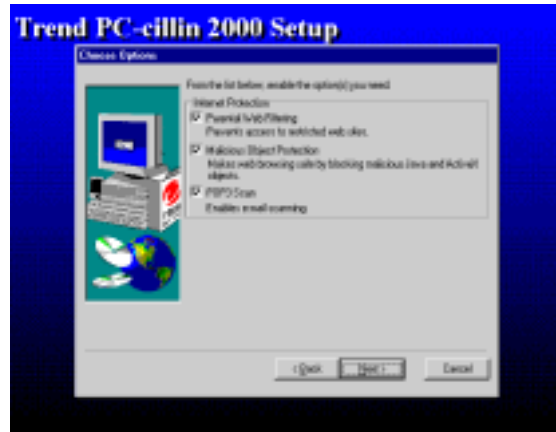 Trend PC-cillin 2000 Setup
Choose Options
From the list below, enable the option(s) you need.
Internet Protection
Parental Web Filtering
Prevents access to restricted web sites.
Malicious Object Protection
Makes web browsing safe by blocking malicious Java and ActiveX
objects.
POP3 Scan
Enables e-mail scanning
< Back
Next >
Cancel